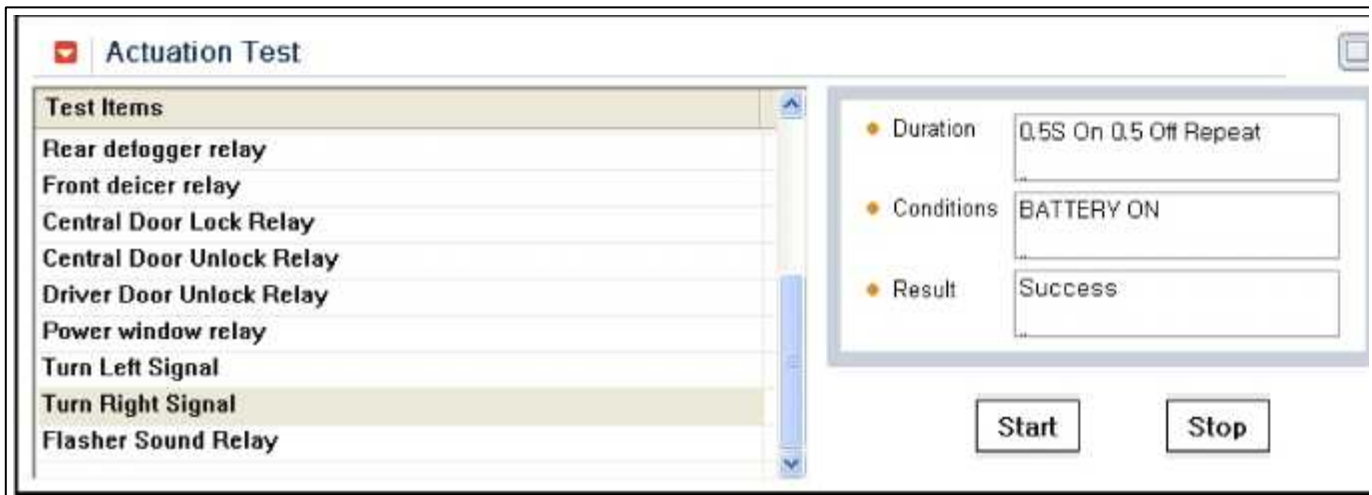 Actuation Test
Test Items
Rear defogger relay
Front deicer relay
Central Door Lock Relay
Central Door Unlock Relay
Driver Door Unlock Relay
Power window relay
Turn Left Signal
Turn Right Signal
Flasher Sound Relay
Duration
0.5S On 0.5 Off Repeat
Conditions
BATTERY ON
Result
Success
Start
Stop